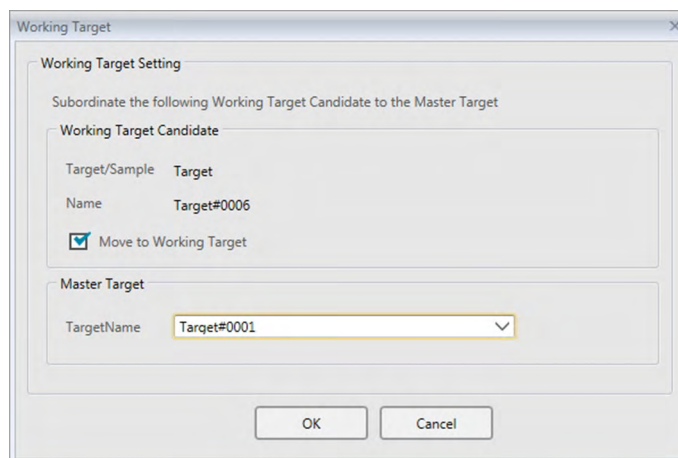 Working Target
Working Target Setting
Subordinate the following Working Target Candidate to the Master Target
Working Target Candidate
Target/Sample Target
Name Target#0006
Move to Working Target
Master Target
TargetName Target#0001
OK Cancel